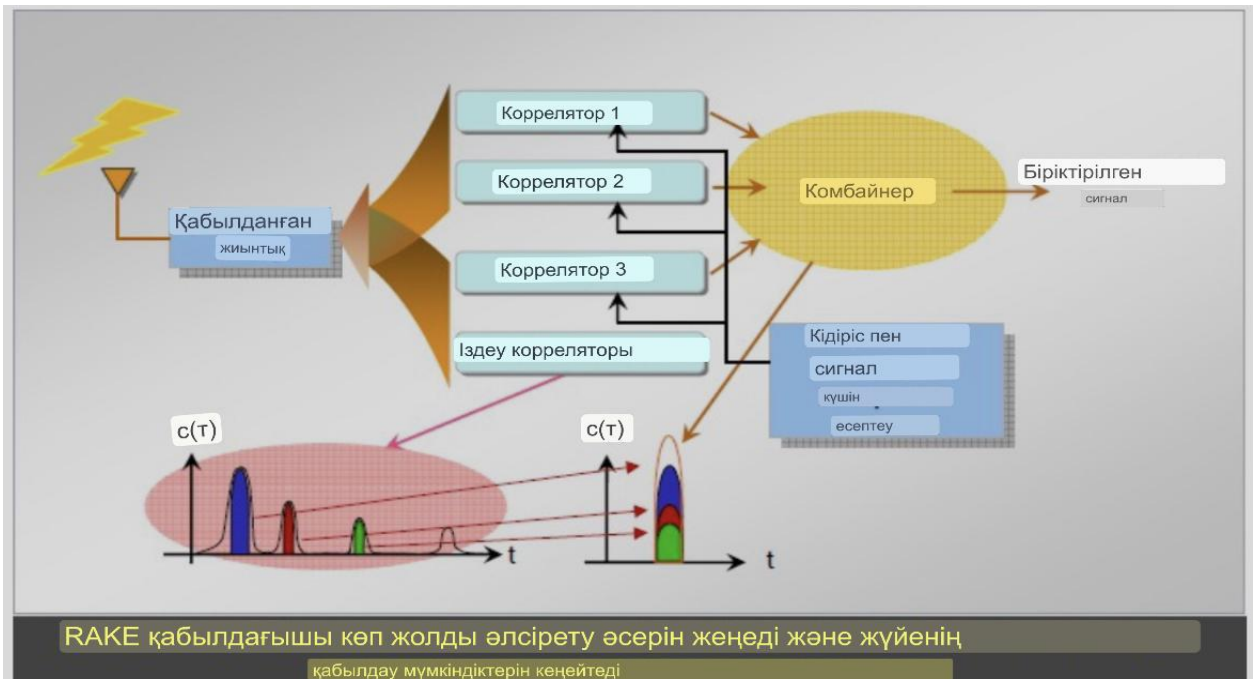 Коррелятор 1
Коррелятор 2
Комбайнер
Біріктірілген
сигнал
Қабылданған
жиынтық
Коррелятор 3
Іздеу корреляторы
Кідіріс пен
сигнал
күшін
есептеу
c(т)
c(т)
t
t
RAKE қабылдағышы көп жолды әлсірету әсерін жеңеді және жүйенің
қабылдау мүмкіндіктерін кеңейтеді